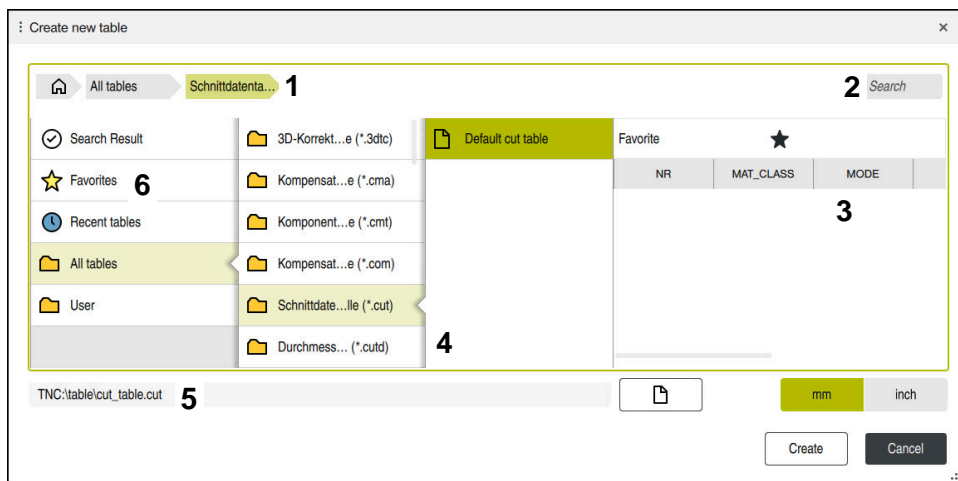 Create new table
All tables Schnittdatenta... 1 2 Search
Search Result 3D-Korrekt...e (*.3dtc) Default cut table Favorite
NR MAT_CLASS MODE
Favorites 6 Kompensat...e (*.cma)
3
Recent tables Komponent...e (*.cmt)
All tables Kompensat...e (*.com)
User Schnittdate...lle (*.cut)
4
Durchmess... (*.cutd)
TNC:\table\cut_table.cut 5 mm inch
Create Cancel